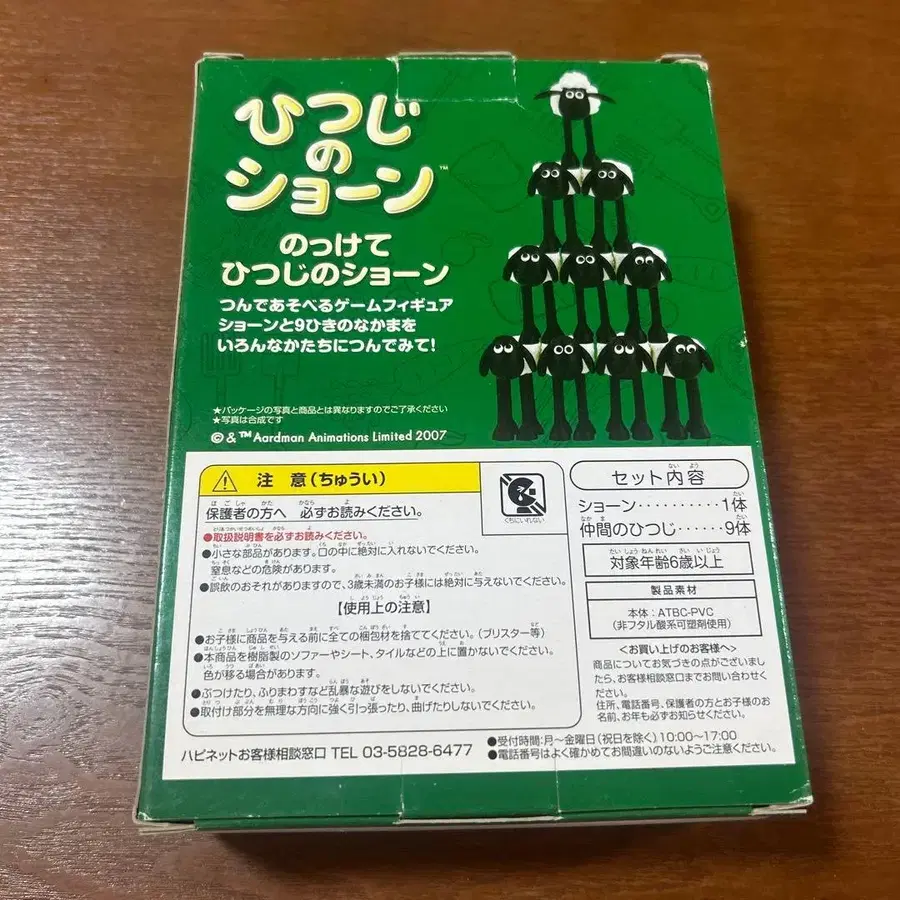 ひつじ
の
ショーン™
のっけて
ひつじのショーン
つんであそべるゲームフィギュア
ショーンと9ひきのなかまを
いろんなかたちにつんでみて!
★パッケージの写真と商品とは異なりますのでご了承ください
★写真は合成です
© & ™ Aardman Animations Limited 2007
注 意(ちゅうい)
くちにいれない
保護者の方へ 必ずお読みください。
●取扱説明書を必ずお読みください。
●小さな部品があります。口の中に絶対に入れないでください。
窒息などの危険があります。
●誤飲のおそれがありますので、3歳未満のお子様には絶対に与えないでください。
【使用上の注意】
●お子様に商品を与える前に全ての梱包材を捨ててください。(ブリスター等)
●本商品を樹脂製のソファーやシート、タイルなどの上に置かないでください。
色が移る場合があります。
●ぶつけたり、ふりまわすなど乱暴な遊びをしないでください。
●取付け部分を無理な方向に強く引っ張ったり、曲げたりしないでください。
セット内容
ショーン‥‥‥‥‥1体
仲間のひつじ‥‥‥9体
対象年齢6歳以上
製品素材
本体:ATBC-PVC
(非フタル酸系可塑剤使用)
<お買い上げのお客様へ>
商品についてお気づきの点がございましたら、
お客様相談窓口までお問い合わせください。
住所、電話番号、保護者の方とお子様のお
名前、お年も必ずお知らせください。
ハピネットお客様相談窓口 TEL 03-5828-6477
●受付時間:月〜金曜日(祝日を除く)10:00〜17:00
●電話番号はよく確かめてお間違いのないようご注意ください。